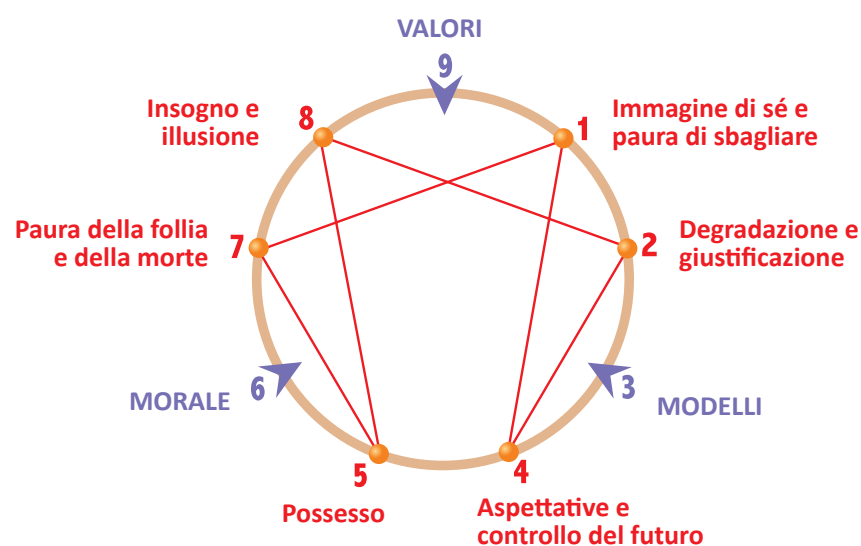 VALORI
9
Insogno e
illusione
8
1
Immagine di sé e
paura di sbagliare
Paura della follia
e della morte
7
2
Degradazione e
giustificazione
MORALE
6
3
MODELLI
5
Possesso
4
Aspettative e
controllo del futuro